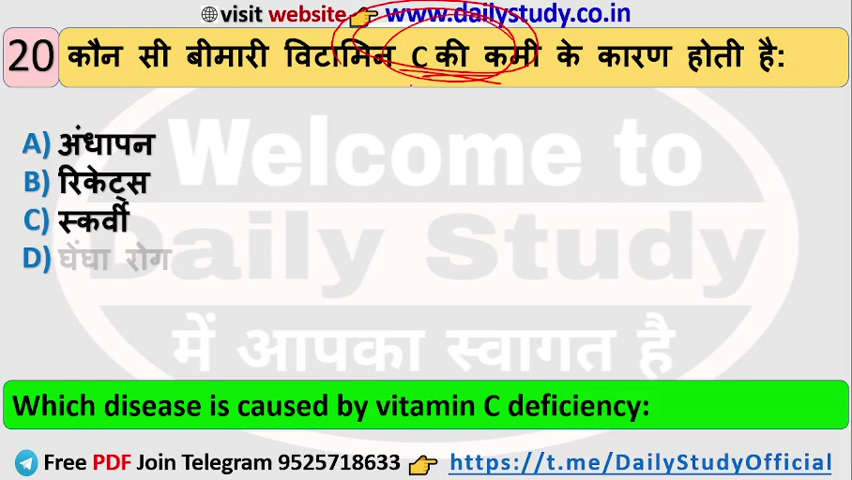 visit website 👉 www.dailystudy.co.in
20 कौन सी बीमारी विटामिन C की कमी के कारण होती है:
A) अंधापन
B) रिकेट्स
C) स्कर्वी
D) घेंघा रोग
Welcome to
Daily Study
में आपका स्वागत है
Which disease is caused by vitamin C deficiency:
Free PDF Join Telegram 9525718633 👉 https://t.me/DailyStudyOfficial